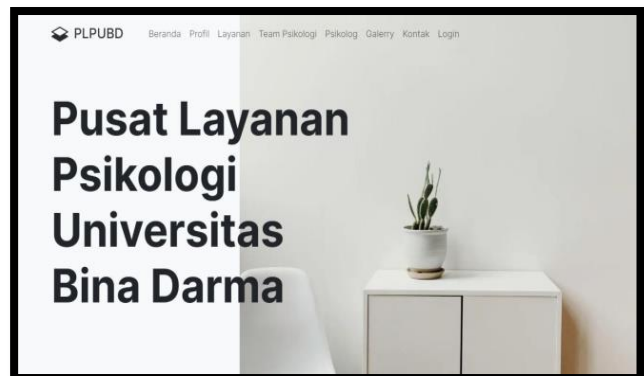 PLPUBD Beranda Profil Layanan Team Psikologi Psikolog Galerry Kontak Login
Pusat Layanan
Psikologi
Universitas
Bina Darma